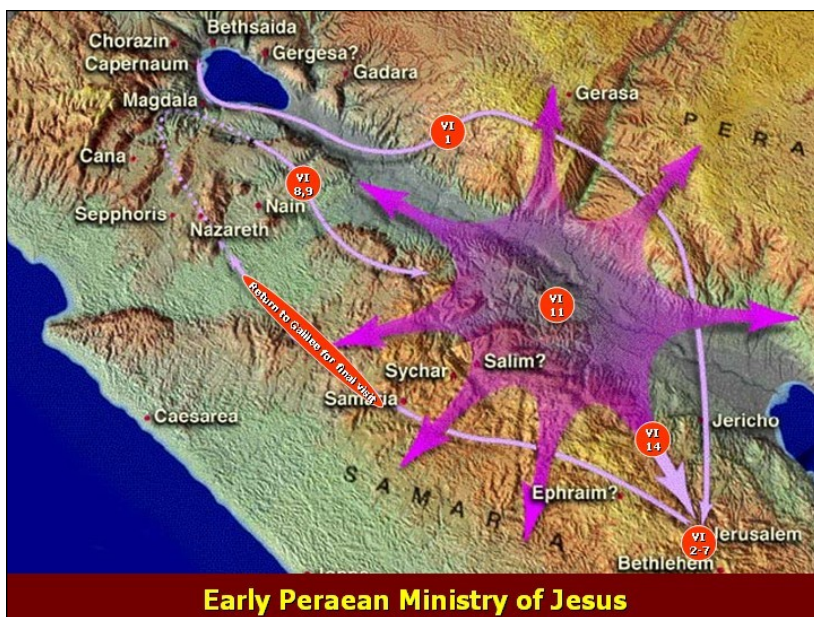 Bethsaida
Chorazin
Gergesa?
Capernaum
Gadara
Magdala
Gerasa
VI
1
PERA
Cana
VI
8,9
Nain
Sepphoris
Nazareth
VI
11
Return to Galilee for final visit
Salim?
Sychar
Samaria
Caesarea
Jericho
VI
14
SAMARIA
Ephraim?
Jerusalem
VI
2-7
Bethlehem
Early Peraean Ministry of Jesus